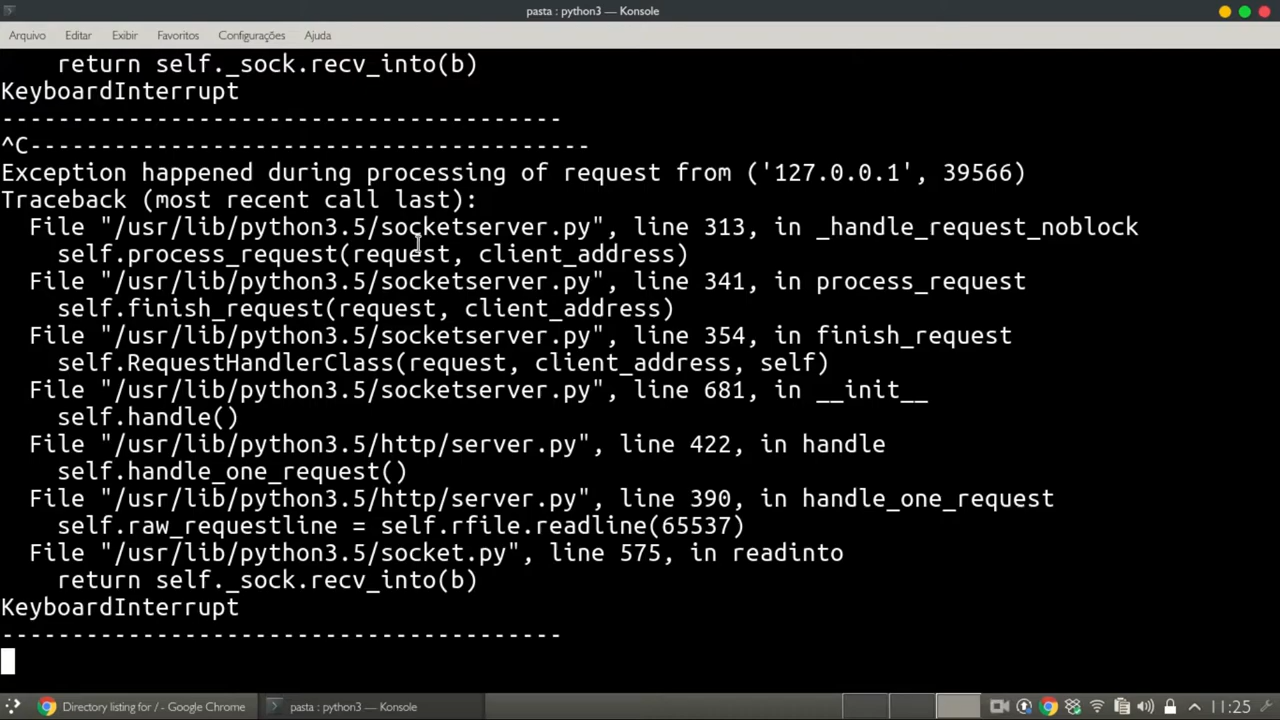 pasta : python3 — Konsole
Arquivo Editar Exibir Favoritos Configurações Ajuda
    return self._sock.recv_into(b)
KeyboardInterrupt
----------------------------------------
^C----------------------------------------
Exception happened during processing of request from ('127.0.0.1', 39566)
Traceback (most recent call last):
  File "/usr/lib/python3.5/socketserver.py", line 313, in _handle_request_noblock
    self.process_request(request, client_address)
  File "/usr/lib/python3.5/socketserver.py", line 341, in process_request
    self.finish_request(request, client_address)
  File "/usr/lib/python3.5/socketserver.py", line 354, in finish_request
    self.RequestHandlerClass(request, client_address, self)
  File "/usr/lib/python3.5/socketserver.py", line 681, in __init__
    self.handle()
  File "/usr/lib/python3.5/http/server.py", line 422, in handle
    self.handle_one_request()
  File "/usr/lib/python3.5/http/server.py", line 390, in handle_one_request
    self.raw_requestline = self.rfile.readline(65537)
  File "/usr/lib/python3.5/socket.py", line 575, in readinto
    return self._sock.recv_into(b)
KeyboardInterrupt
----------------------------------------
Directory listing for / - Google Chrome pasta : python3 — Konsole 11:25